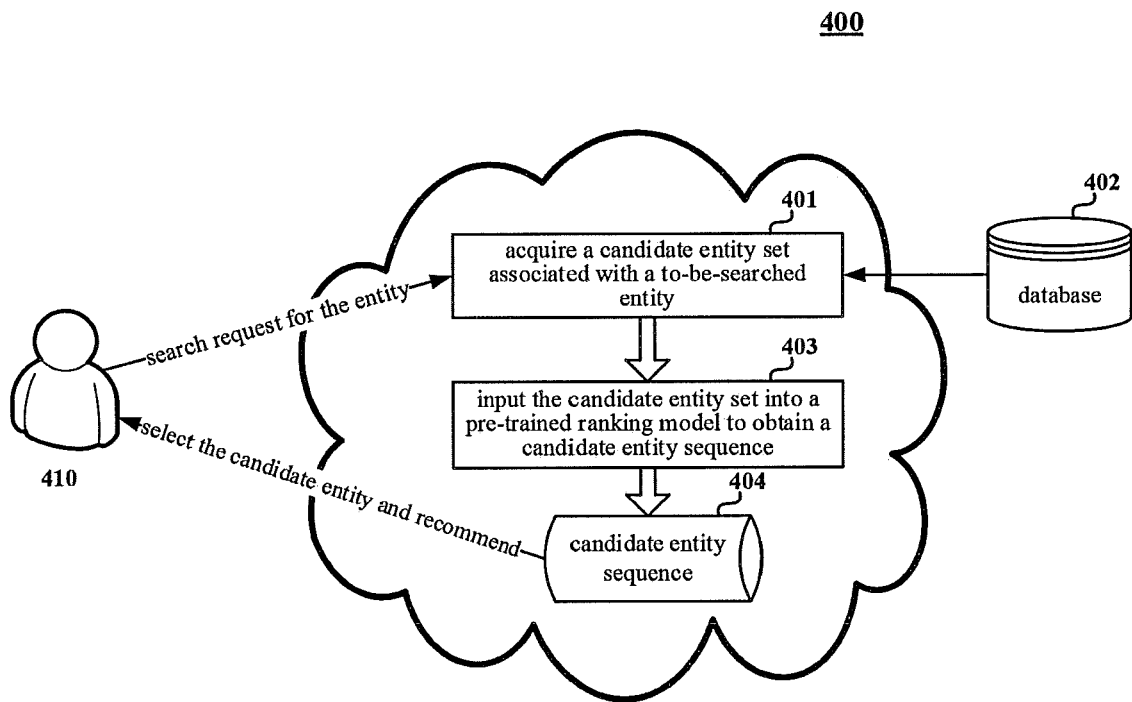 400
401
acquire a candidate entity set
associated with a to-be-searched
entity
402
database
search request for the entity
403
input the candidate entity set into a
pre-trained ranking model to obtain a
candidate entity sequence
select the candidate entity and recommend
410
404
candidate entity
sequence